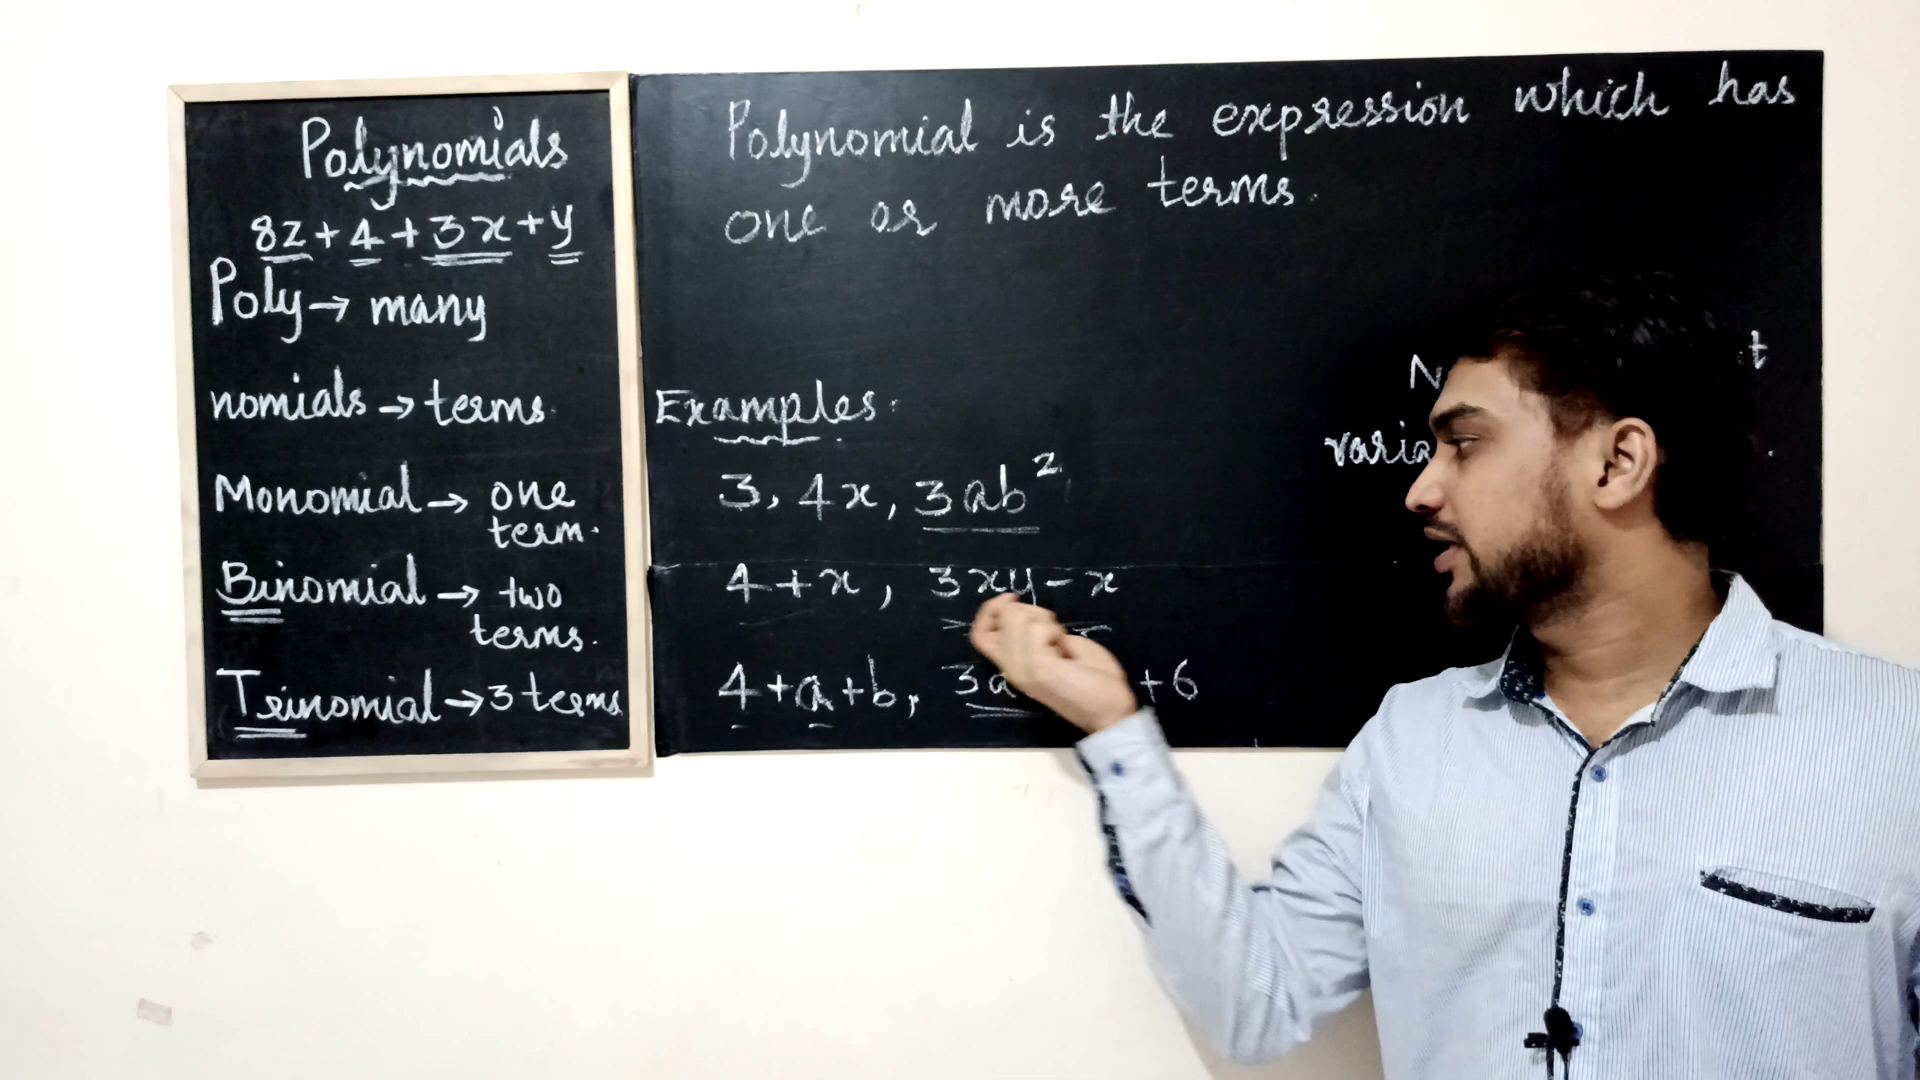 Polynomials
8z + 4 + 3x + y
Poly → many
nomials → terms.
Monomial → one
term.
Binomial → two
terms.
Trinomial → 3 terms
Polynomial is the expression which has
one or more terms.
Examples:
3, 4x, 3ab²,
4 + x, 3xy - x
4 + a + b, 3a + 6